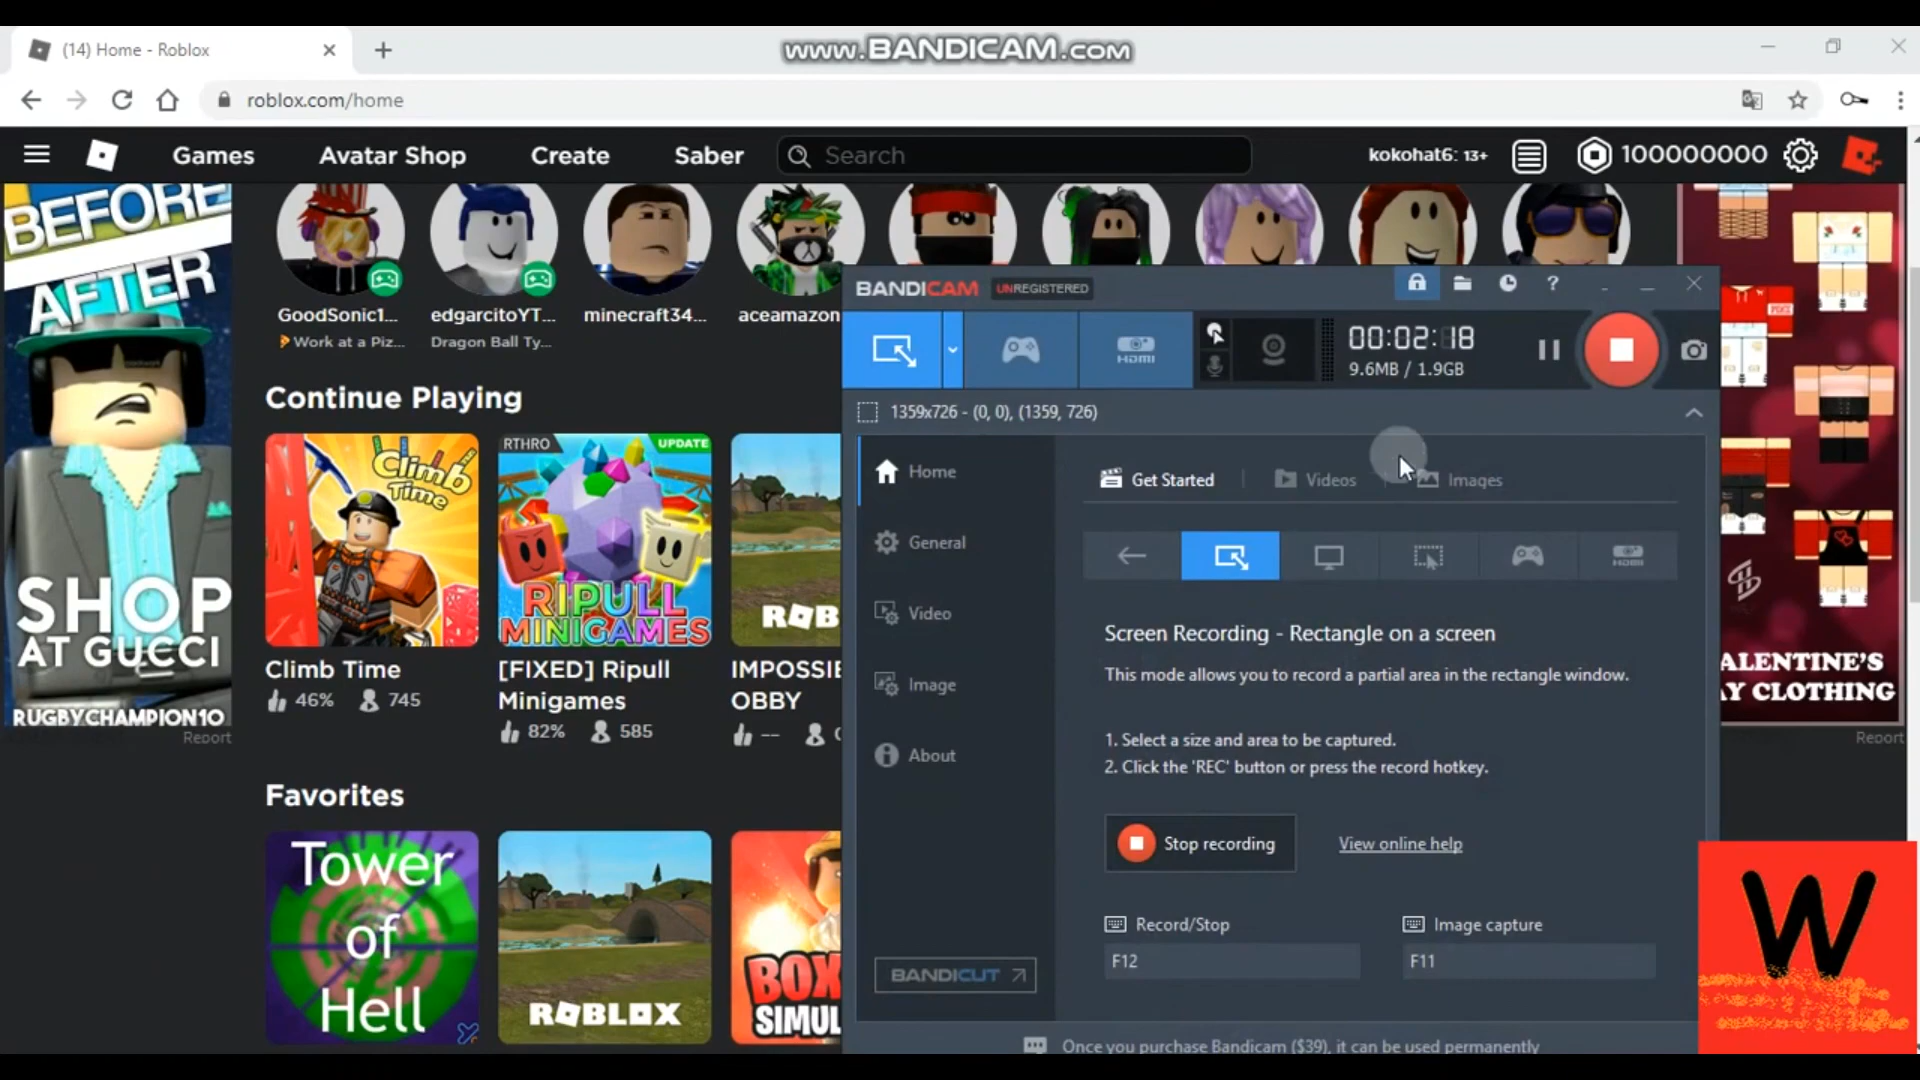 (14) Home - Roblox
www.BANDICAM.com
roblox.com/home
Games
Avatar Shop
Create
Saber
Search
kokohat6: 13+
100000000
BEFORE
AFTER
SHOP
AT GUCCI
RUGBYCHAMPION10
Report
GoodSonic1...
Work at a Piz...
edgarcitoYT...
Dragon Ball Ty...
minecraft34...
aceamazon
Continue Playing
Climb Time
RTHRO
UPDATE
RIPULL
MINIGAMES
ROB
Climb Time
46%
745
[FIXED] Ripull
Minigames
82%
585
IMPOSSIE
OBBY
--
Favorites
Tower
of
Hell
ROBLOX
BOX
SIMUL
BANDICAM
UNREGISTERED
?
HDMI
00:02:18
9.6MB / 1.9GB
1359x726 - (0, 0), (1359, 726)
Home
General
Video
Image
About
BANDICUT
Get Started
Videos
Images
HDMI
Screen Recording - Rectangle on a screen
This mode allows you to record a partial area in the rectangle window.
1. Select a size and area to be captured.
2. Click the 'REC' button or press the record hotkey.
Stop recording
View online help
Record/Stop
F12
Image capture
F11
Once you purchase Bandicam ($39), it can be used permanently
ALENTINE'S
Y CLOTHING
Report
W